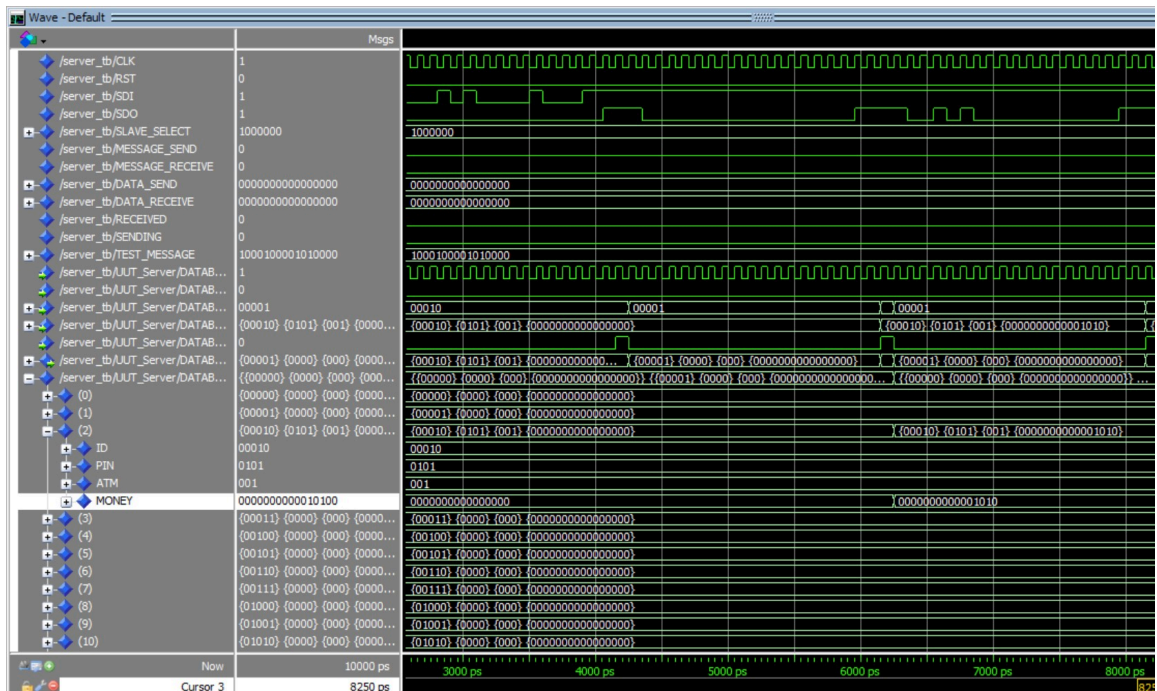 Wave - Default
Msgs
/server_tb/CLK 1
/server_tb/RST 0
/server_tb/SDI 1
/server_tb/SDO 1
/server_tb/SLAVE_SELECT 1000000 1000000
/server_tb/MESSAGE_SEND 0
/server_tb/MESSAGE_RECEIVE 0
/server_tb/DATA_SEND 0000000000000000 0000000000000000
/server_tb/DATA_RECEIVE 0000000000000000 0000000000000000
/server_tb/RECEIVED 0
/server_tb/SENDING 0
/server_tb/TEST_MESSAGE 1000100001010000 1000100001010000
/server_tb/UUT_Server/DATAB... 1
/server_tb/UUT_Server/DATAB... 0
/server_tb/UUT_Server/DATAB... 00001 00010 00001 00001
/server_tb/UUT_Server/DATAB... {00010} {0101} {001} {0000... {00010} {0101} {001} {0000000000000000} {00010} {0101} {001} {0000000000001010} {
/server_tb/UUT_Server/DATAB... 0
/server_tb/UUT_Server/DATAB... {00001} {0000} {000} {0000... {00010} {0101} {001} {000000000000... {00001} {0000} {000} {0000000000000000} {00001} {0000} {000} {0000000000000000}
/server_tb/UUT_Server/DATAB... {{00000} {0000} {000} {000... {{00000} {0000} {000} {0000000000000000}} {{00001} {0000} {000} {0000000000000000... {{00000} {0000} {000} {0000000000000000}} ...
(0) {00000} {0000} {000} {0000... {00000} {0000} {000} {0000000000000000}
(1) {00001} {0000} {000} {0000... {00001} {0000} {000} {0000000000000000}
(2) {00010} {0101} {001} {0000... {00010} {0101} {001} {0000000000000000} {00010} {0101} {001} {0000000000001010}
ID 00010 00010
PIN 0101 0101
ATM 001 001
MONEY 0000000000010100 0000000000000000 0000000000001010
(3) {00011} {0000} {000} {0000... {00011} {0000} {000} {0000000000000000}
(4) {00100} {0000} {000} {0000... {00100} {0000} {000} {0000000000000000}
(5) {00101} {0000} {000} {0000... {00101} {0000} {000} {0000000000000000}
(6) {00110} {0000} {000} {0000... {00110} {0000} {000} {0000000000000000}
(7) {00111} {0000} {000} {0000... {00111} {0000} {000} {0000000000000000}
(8) {01000} {0000} {000} {0000... {01000} {0000} {000} {0000000000000000}
(9) {01001} {0000} {000} {0000... {01001} {0000} {000} {0000000000000000}
(10) {01010} {0000} {000} {0000... {01010} {0000} {000} {0000000000000000}
Now 10000 ps 3000 ps 4000 ps 5000 ps 6000 ps 7000 ps 8000 ps
Cursor 3 8250 ps 825